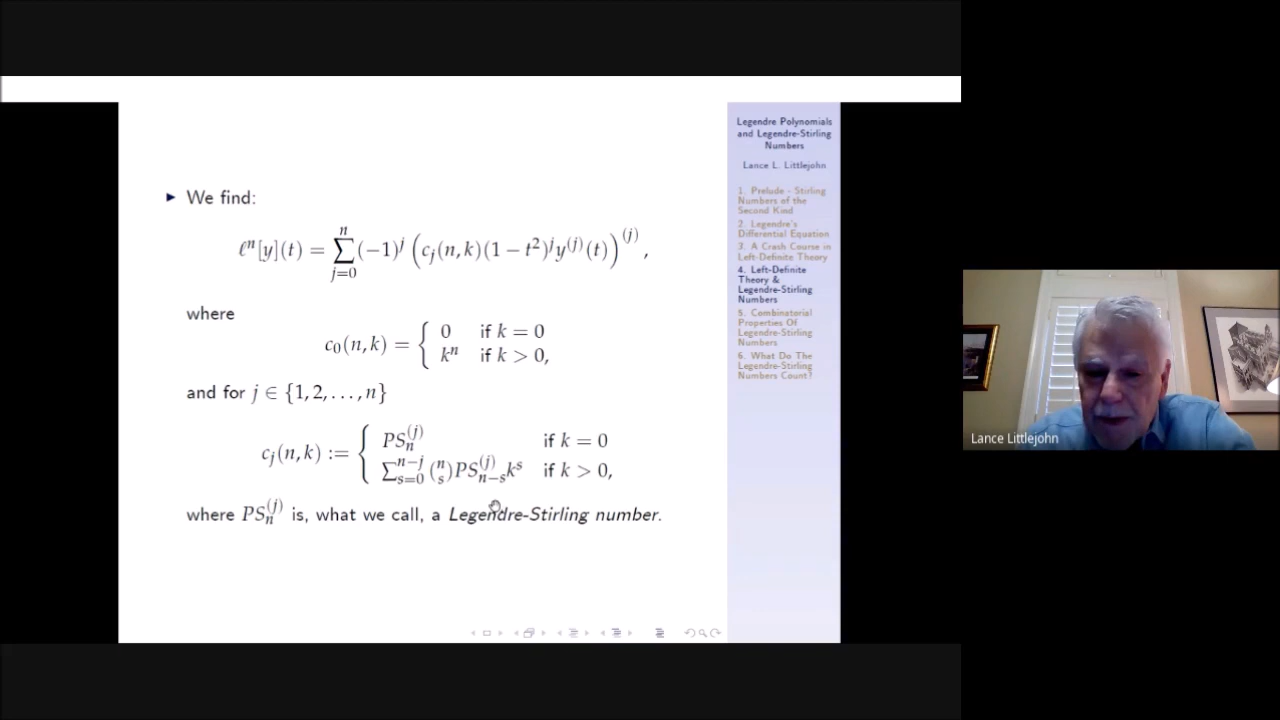 ► We find:
ℓⁿ[y](t) = ∑_{j=0}^{n} (−1)^j (c_j(n,k)(1 − t²)^j y^{(j)}(t))^{(j)},
where
c₀(n,k) = { 0 if k = 0
kⁿ if k > 0,
and for j ∈ {1, 2, . . . , n}
c_j(n,k) := { PS_n^{(j)} if k = 0
∑_{s=0}^{n−j} (n s) PS_{n−s}^{(j)} k^s if k > 0,
where PS_n^{(j)} is, what we call, a Legendre-Stirling number.
Legendre Polynomials
and Legendre-Stirling
Numbers
Lance L. Littlejohn
1. Prelude - Stirling
Numbers of the
Second Kind
2. Legendre's
Differential Equation
3. A Crash Course in
Left-Definite Theory
4. Left-Definite
Theory &
Legendre-Stirling
Numbers
5. Combinatorial
Properties Of
Legendre-Stirling
Numbers
6. What Do The
Legendre-Stirling
Numbers Count?
Lance Littlejohn